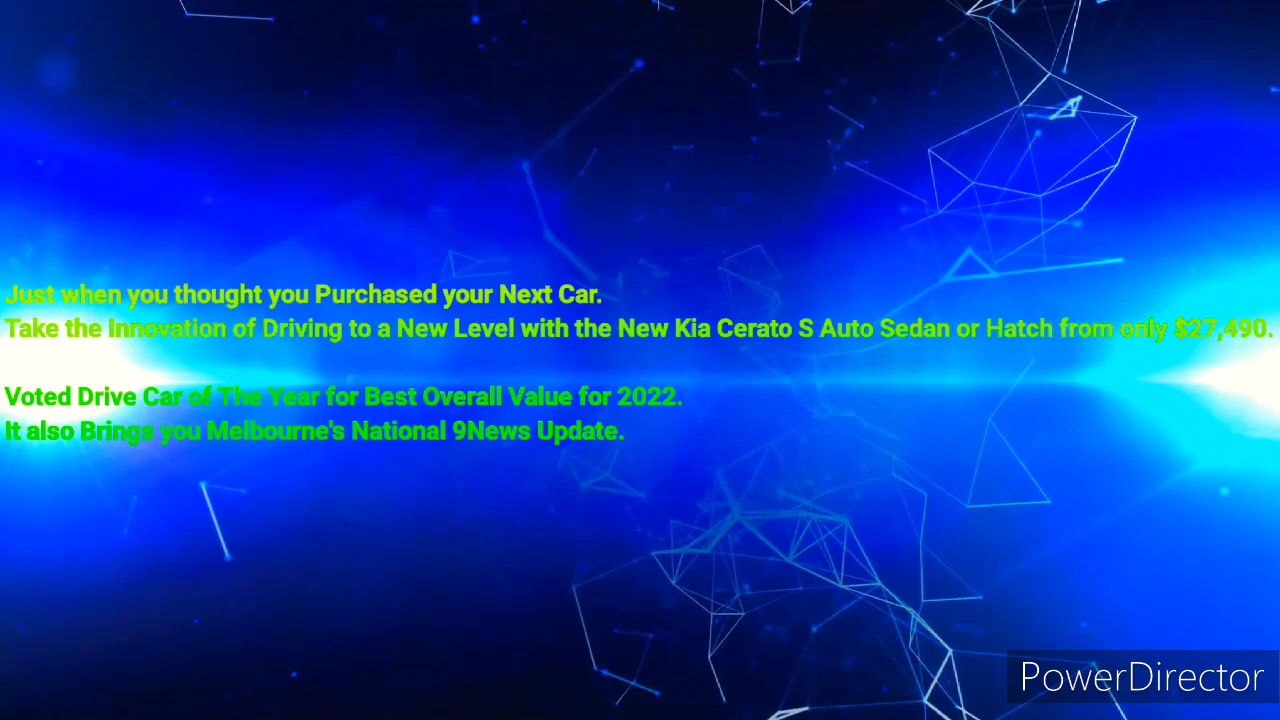 Just when you thought you Purchased your Next Car.
Take the Innovation of Driving to a New Level with the New Kia Cerato S Auto Sedan or Hatch from only $27,490.
Voted Drive Car of The Year for Best Overall Value for 2022.
It also Brings you Melbourne's National 9News Update.
PowerDirector